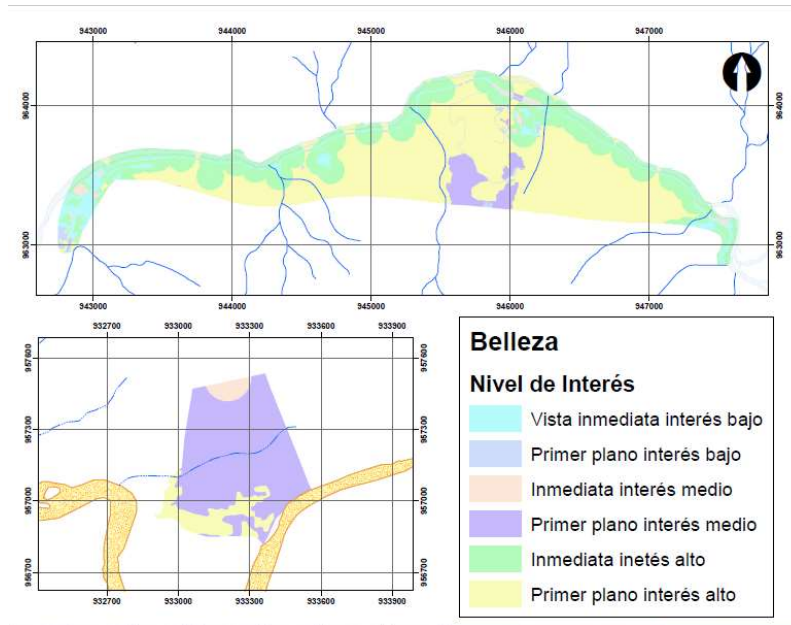 943000 944000 945000 946000 947000
964000 964000
963000 963000
943000 944000 945000 946000 947000
932700 933000 933300 933600 933900
957600 957600
957300 957300
957000 957000
956700 956700
932700 933000 933300 933600 933900
Belleza
Nivel de Interés
Vista inmediata interés bajo
Primer plano interés bajo
Inmediata interés medio
Primer plano interés medio
Inmediata inetés alto
Primer plano interés alto